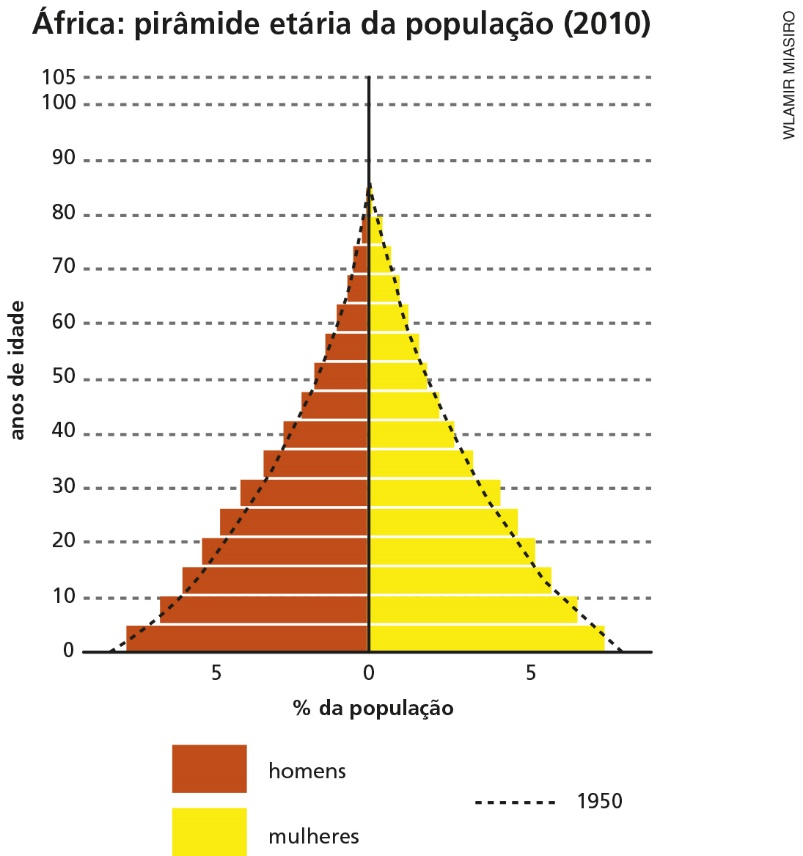 África: pirâmide etária da população (2010)
WLAMIR MIASIRO
105
100
90
80
70
60
50
40
30
20
10
0
anos de idade
5 0 5
% da população
homens
mulheres
1950